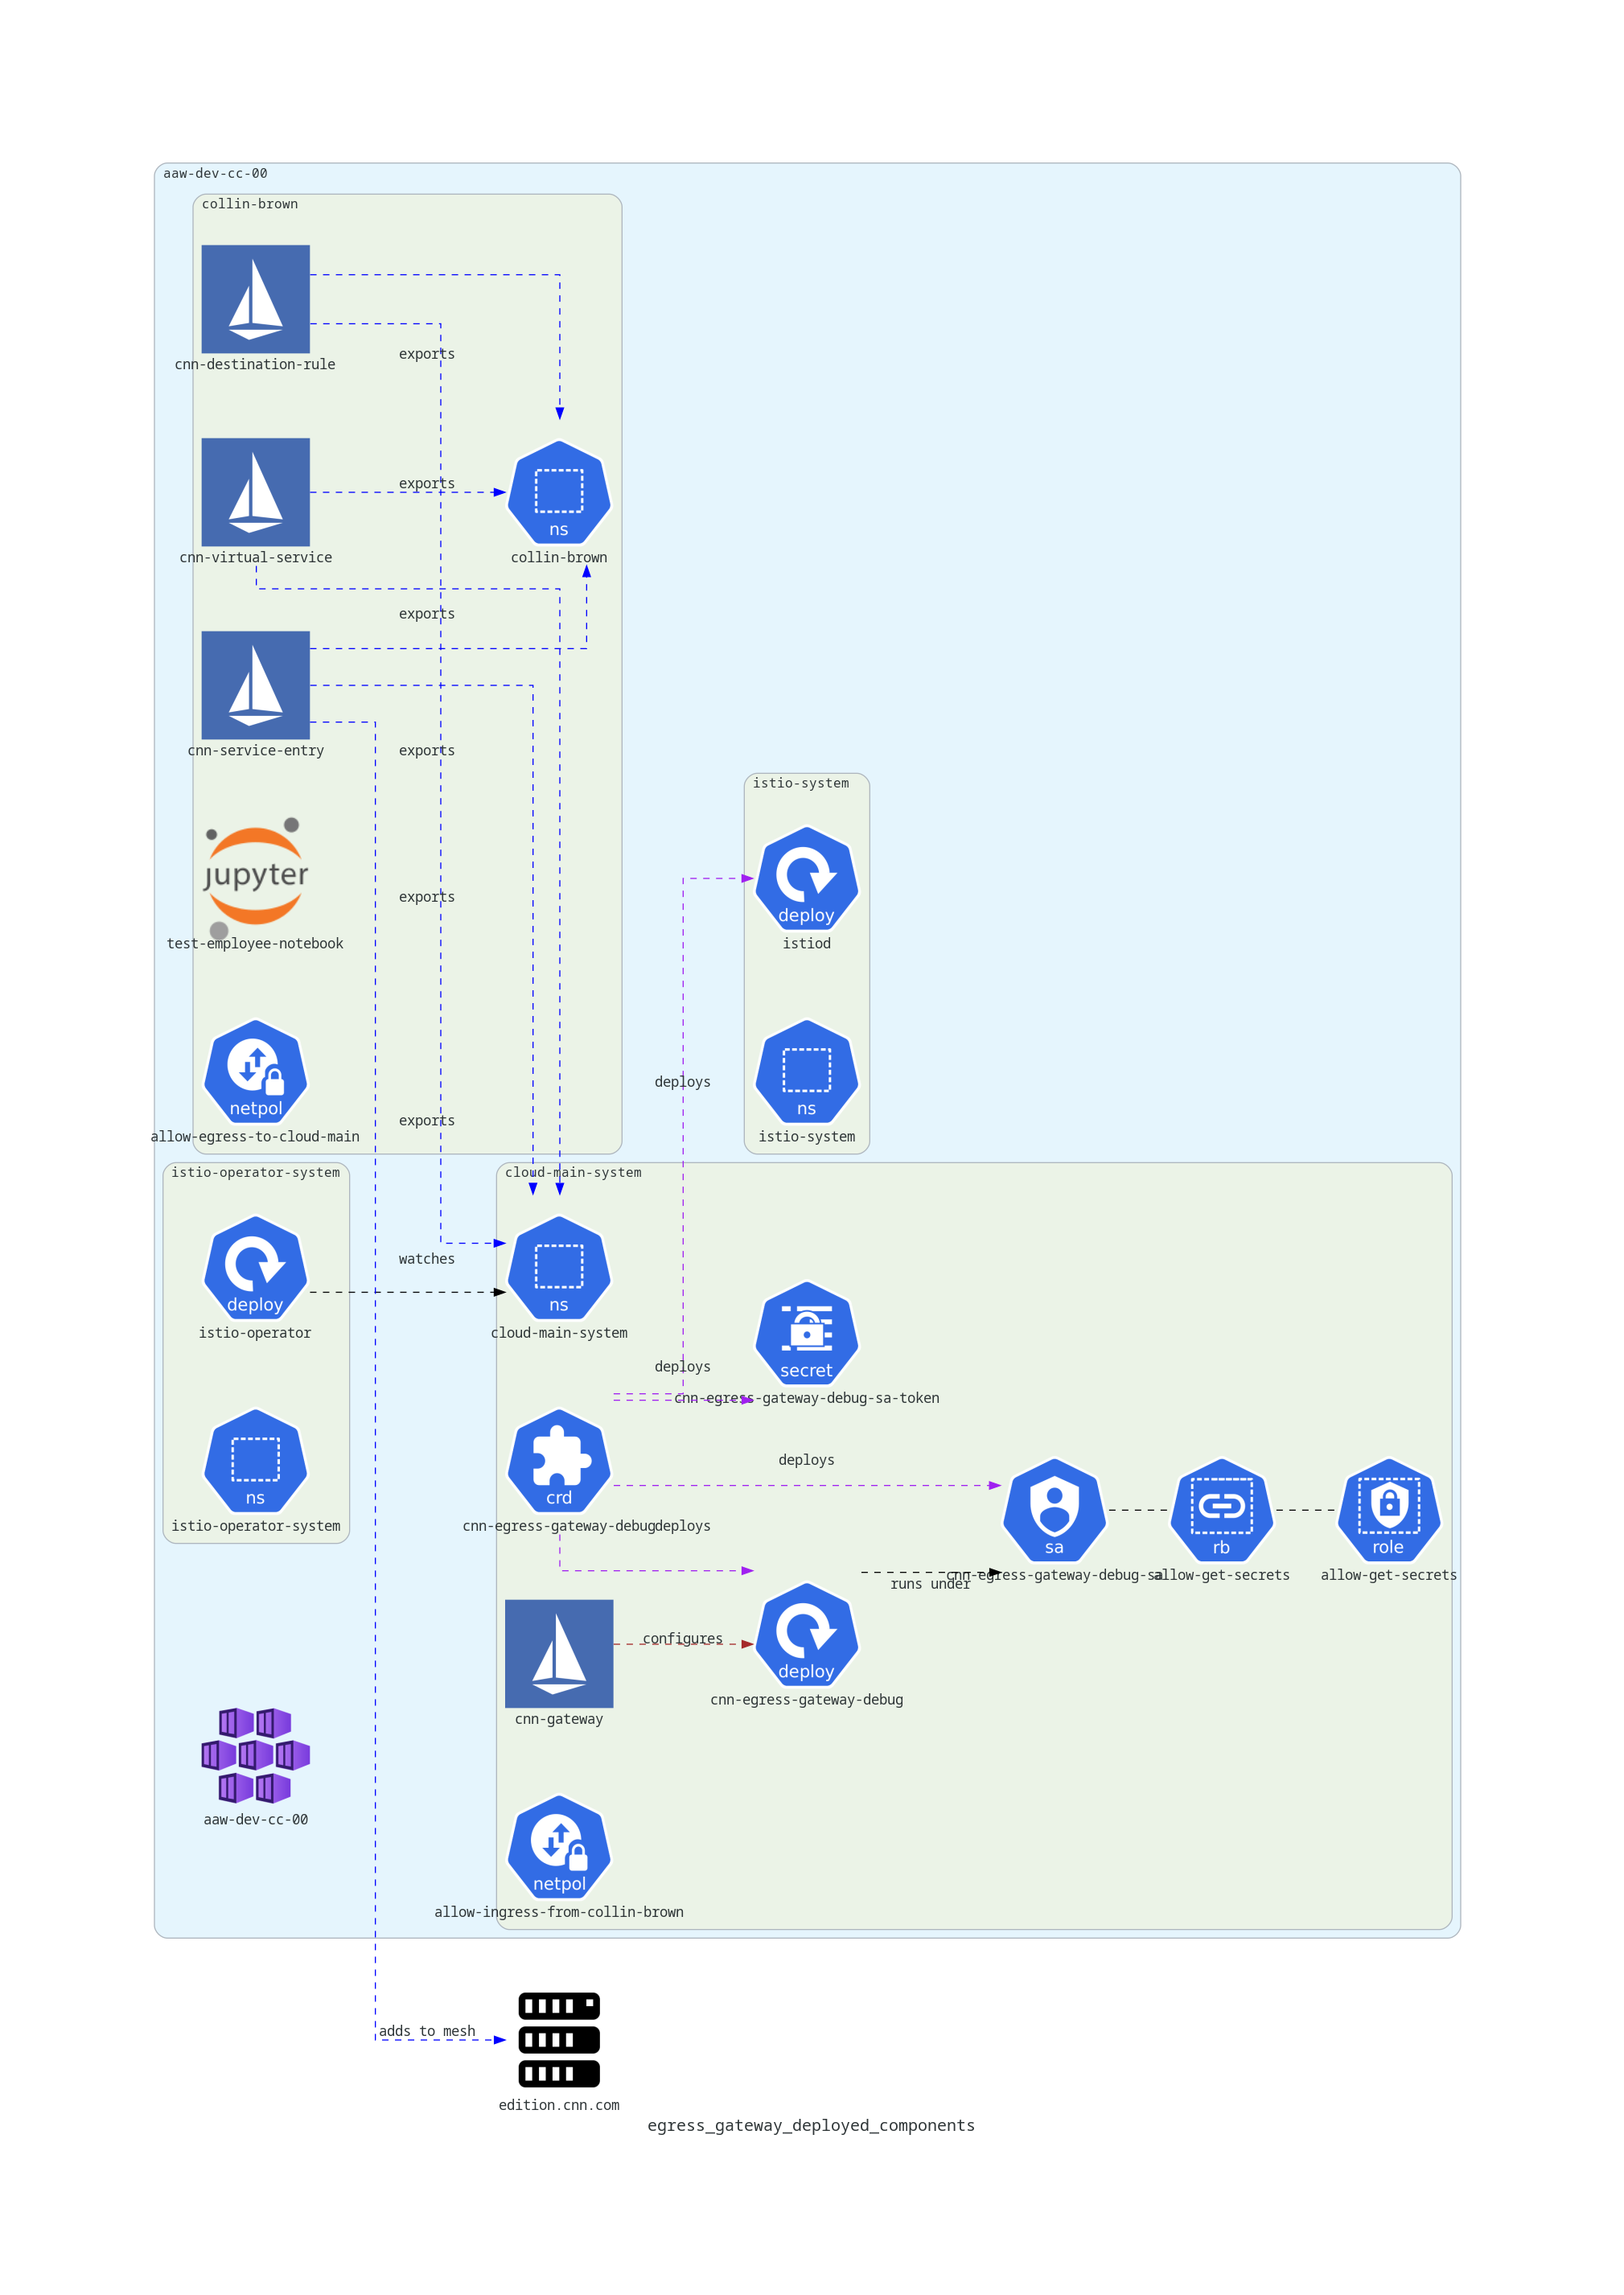 aaw-dev-cc-00
collin-brown
cnn-destination-rule
exports
exports
ns
cnn-virtual-service
collin-brown
exports
cnn-service-entry
exports
istio-system
jupyter
exports
deploy
test-employee-notebook
istiod
deploys
netpol
ns
exports
allow-egress-to-cloud-main
istio-system
istio-operator-system
cloud-main-system
watches
deploy
ns
istio-operator
cloud-main-system
deploys
secret
cnn-egress-gateway-debug-sa-token
deploys
ns
crd
istio-operator-system
cnn-egress-gateway-debug
deploys
sa
rb
role
cnn-egress-gateway-debug-sa
allow-get-secrets
allow-get-secrets
runs under
configures
deploy
cnn-egress-gateway-debug
cnn-gateway
aaw-dev-cc-00
netpol
allow-ingress-from-collin-brown
adds to mesh
edition.cnn.com
egress_gateway_deployed_components